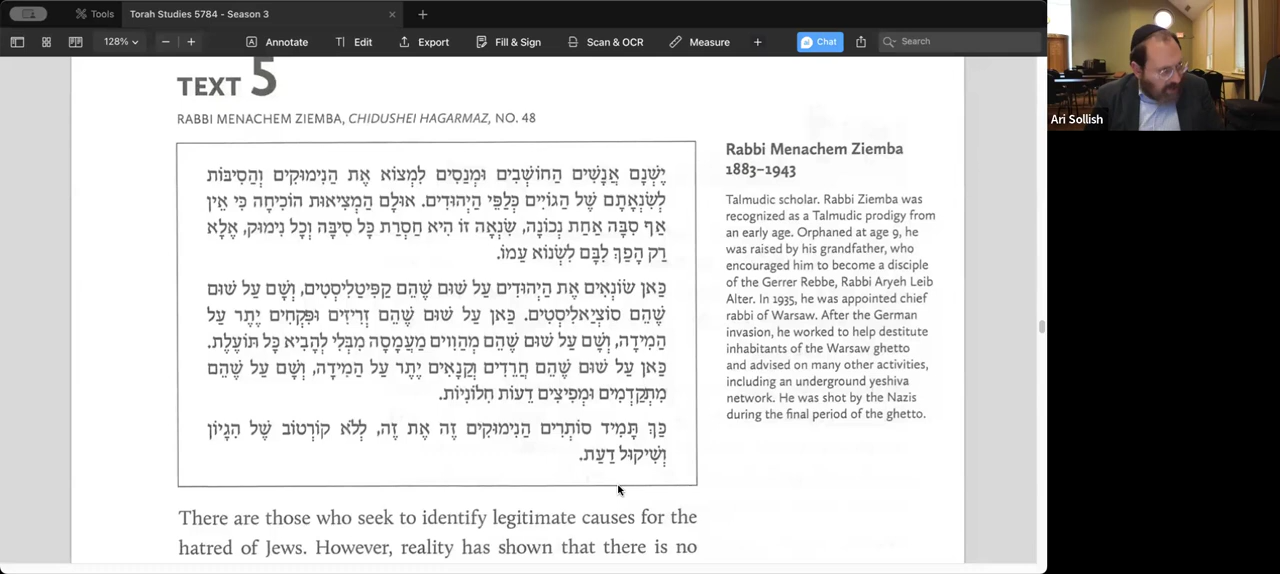 Tools
Torah Studies 5784 - Season 3
128%
Annotate
Edit
Export
Fill & Sign
Scan & OCR
Measure
Chat
Search
Ari Sollish
TEXT 5
RABBI MENACHEM ZIEMBA, CHIDUSHEI HAGARMAZ, NO. 48
יֶשְׁנָם אֲנָשִׁים הַחוֹשְׁבִים וּמְנַסִים לִמְצוֹא אֶת הַנִימוּקִים וְהַסִיבּוֹת
לְשִׂנְאָתָם שֶׁל הַגוֹיִים כְּלַפֵּי הַיְהוּדִים. אוּלָם הַמְצִיאוּת הוֹכִיחָה כִּי אֵין
אַף סִבָּה אַחַת נְכוֹנָה, שִׂנְאָה זוֹ הִיא חַסְרַת כָּל סִיבָּה וְכָל נִימוּק, אֶלָא
רַק הָפַךְ לִבָּם לִשְׂנוֹא עַמוֹ.
כַּאן שׂוֹנְאִים אֶת הַיְהוּדִים עַל שׁוּם שֶׁהֵם קַפִּיטַלִיסְטִים, וְשָׁם עַל שׁוּם
שֶׁהֵם סוֹצְיַאלִיסְטִים. כַּאן עַל שׁוּם שֶׁהֵם זְרִיזִים וּפִּקְחִים יֶתֶר עַל
הַמִידָה, וְשָׁם עַל שׁוּם שֶׁהֵם מְהַוִוים מַעֲמָסָה מִבְּלִי לְהָבִיא כָּל תּוֹעֶלֶת.
כַּאן עַל שׁוּם שֶׁהֵם חֲרֵדִים וְקַנָאִים יֶתֶר עַל הַמִידָה, וְשָׁם עַל שֶׁהֵם
מִתְקַדְמִים וּמְפִיצִים דֵעוֹת חִלוֹנִיוֹת.
כָּךְ תָּמִיד סוֹתְרִים הַנִימוּקִים זֶה אֶת זֶה, לְלֹא קוֹרְטוֹב שֶׁל הִגָיוֹן
וְשִׁיקוּל דַעַת.
There are those who seek to identify legitimate causes for the
hatred of Jews. However, reality has shown that there is no
Rabbi Menachem Ziemba
1883–1943
Talmudic scholar. Rabbi Ziemba was
recognized as a Talmudic prodigy from
an early age. Orphaned at age 9, he
was raised by his grandfather, who
encouraged him to become a disciple
of the Gerrer Rebbe, Rabbi Aryeh Leib
Alter. In 1935, he was appointed chief
rabbi of Warsaw. After the German
invasion, he worked to help destitute
inhabitants of the Warsaw ghetto
and advised on many other activities,
including an underground yeshiva
network. He was shot by the Nazis
during the final period of the ghetto.